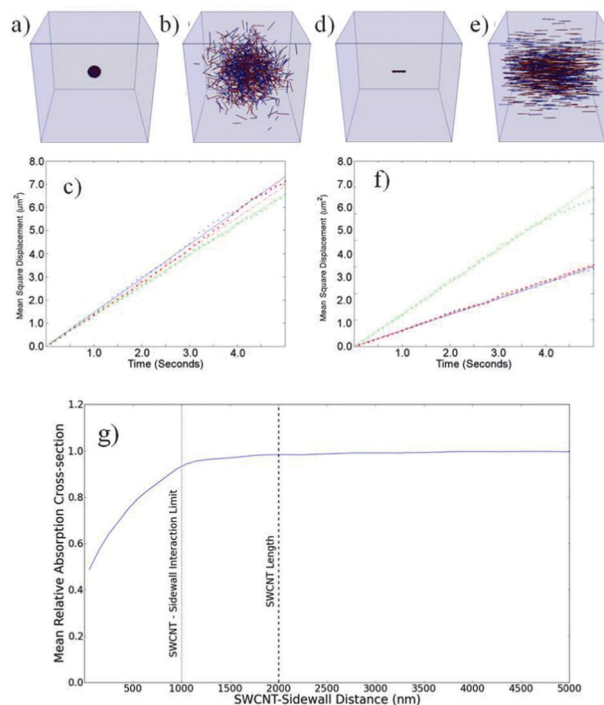 a)
b)
d)
e)
c)
Mean Square Displacement (μm²)
8.0
7.0
6.0
5.0
4.0
3.0
2.0
1.0
0.0
1.0 2.0 3.0 4.0
Time (Seconds)
f)
Mean Square Displacement (μm²)
8.0
7.0
6.0
5.0
4.0
3.0
2.0
1.0
0.0
1.0 2.0 3.0 4.0
Time (Seconds)
g)
Mean Relative Absorption Cross-section
1.2
1.0
0.8
0.6
0.4
0.2
0.0
SWCNT - Sidewall Interaction Limit
SWCNT Length
500 1000 1500 2000 2500 3000 3500 4000 4500 5000
SWCNT-Sidewall Distance (nm)